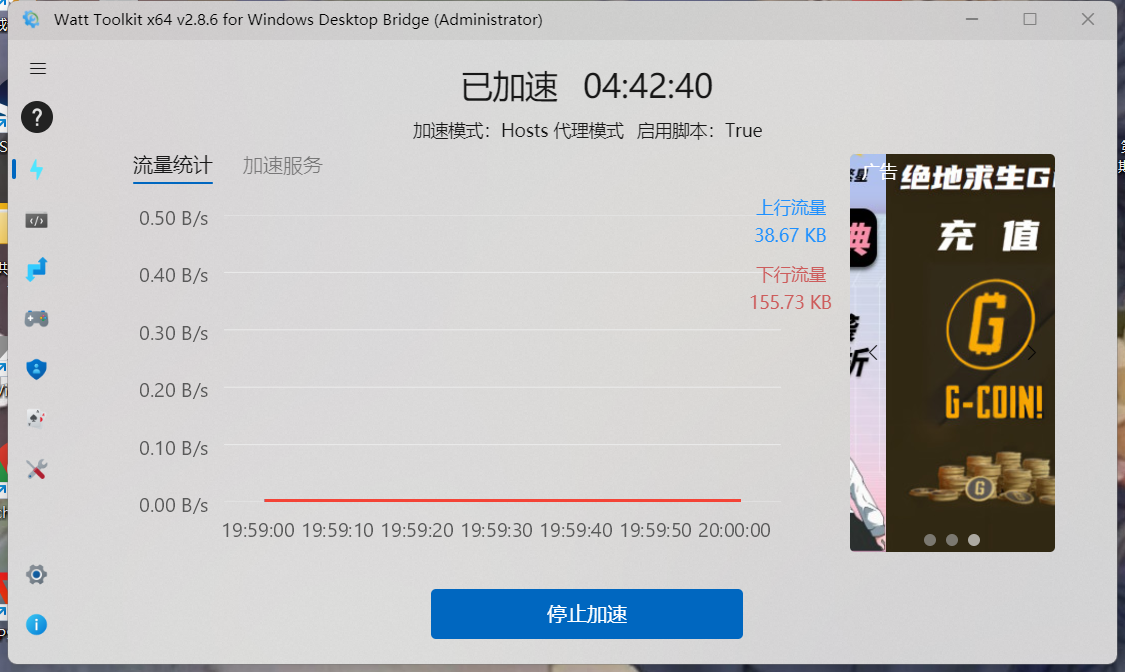 Watt Toolkit x64 v2.8.6 for Windows Desktop Bridge (Administrator)
已加速 04:42:40
加速模式：Hosts 代理模式 启用脚本：True
流量统计 加速服务
上行流量
38.67 KB
下行流量
155.73 KB
0.50 B/s
0.40 B/s
0.30 B/s
0.20 B/s
0.10 B/s
0.00 B/s
19:59:00 19:59:10 19:59:20 19:59:30 19:59:40 19:59:50 20:00:00
广告
绝地求生G
充 值
G
G-COIN!
G
典
折
停止加速